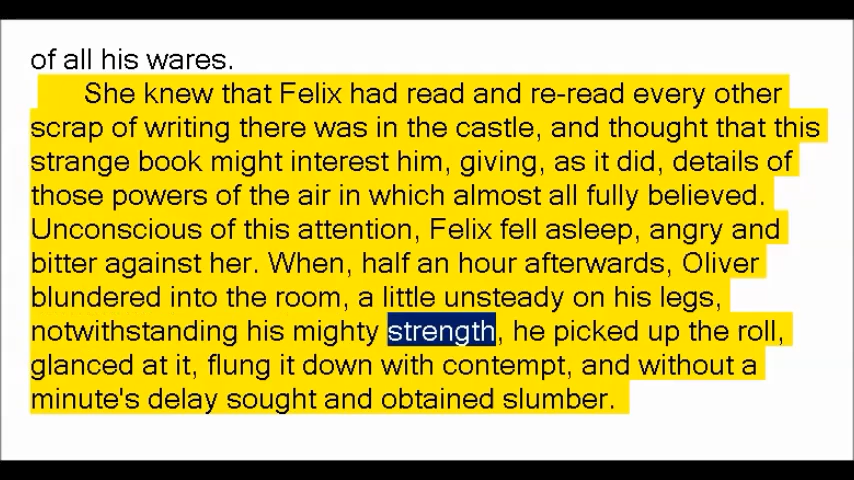 of all his wares.
She knew that Felix had read and re-read every other
scrap of writing there was in the castle, and thought that this
strange book might interest him, giving, as it did, details of
those powers of the air in which almost all fully believed.
Unconscious of this attention, Felix fell asleep, angry and
bitter against her. When, half an hour afterwards, Oliver
blundered into the room, a little unsteady on his legs,
notwithstanding his mighty strength, he picked up the roll,
glanced at it, flung it down with contempt, and without a
minute's delay sought and obtained slumber.